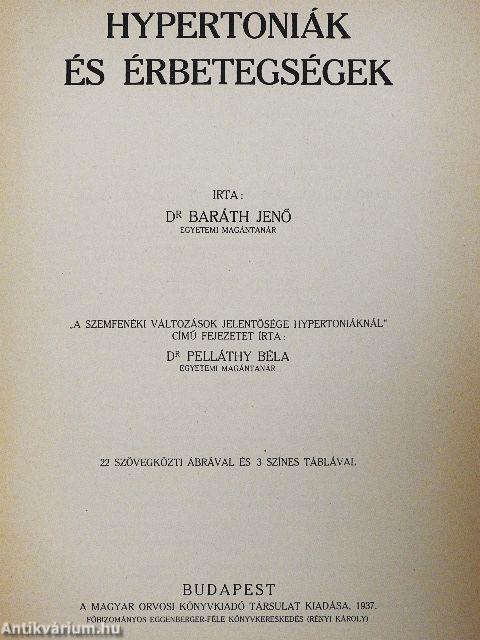 HYPERTONIÁK
ÉS ÉRBETEGSÉGEK
IRTA:
DR BARÁTH JENŐ
EGYETEMI MAGÁNTANÁR
„A SZEMFENÉKI VÁLTOZÁSOK JELENTŐSÉGE HYPERTONIÁKNÁL"
CÍMŰ FEJEZETET ÍRTA:
DR PELLÁTHY BÉLA
EGYETEMI MAGÁNTANÁR
22 SZÖVEGKÖZTI ÁBRÁVAL ÉS 3 SZÍNES TÁBLÁVAL
BUDAPEST
A MAGYAR ORVOSI KÖNYVKIADÓ TÁRSULAT KIADÁSA, 1937.
FŐBIZOMÁNYOS EGGENBERGER-FÉLE KÖNYVKERESKEDÉS (RÉNYI KÁROLY)
Antikvárium.hu